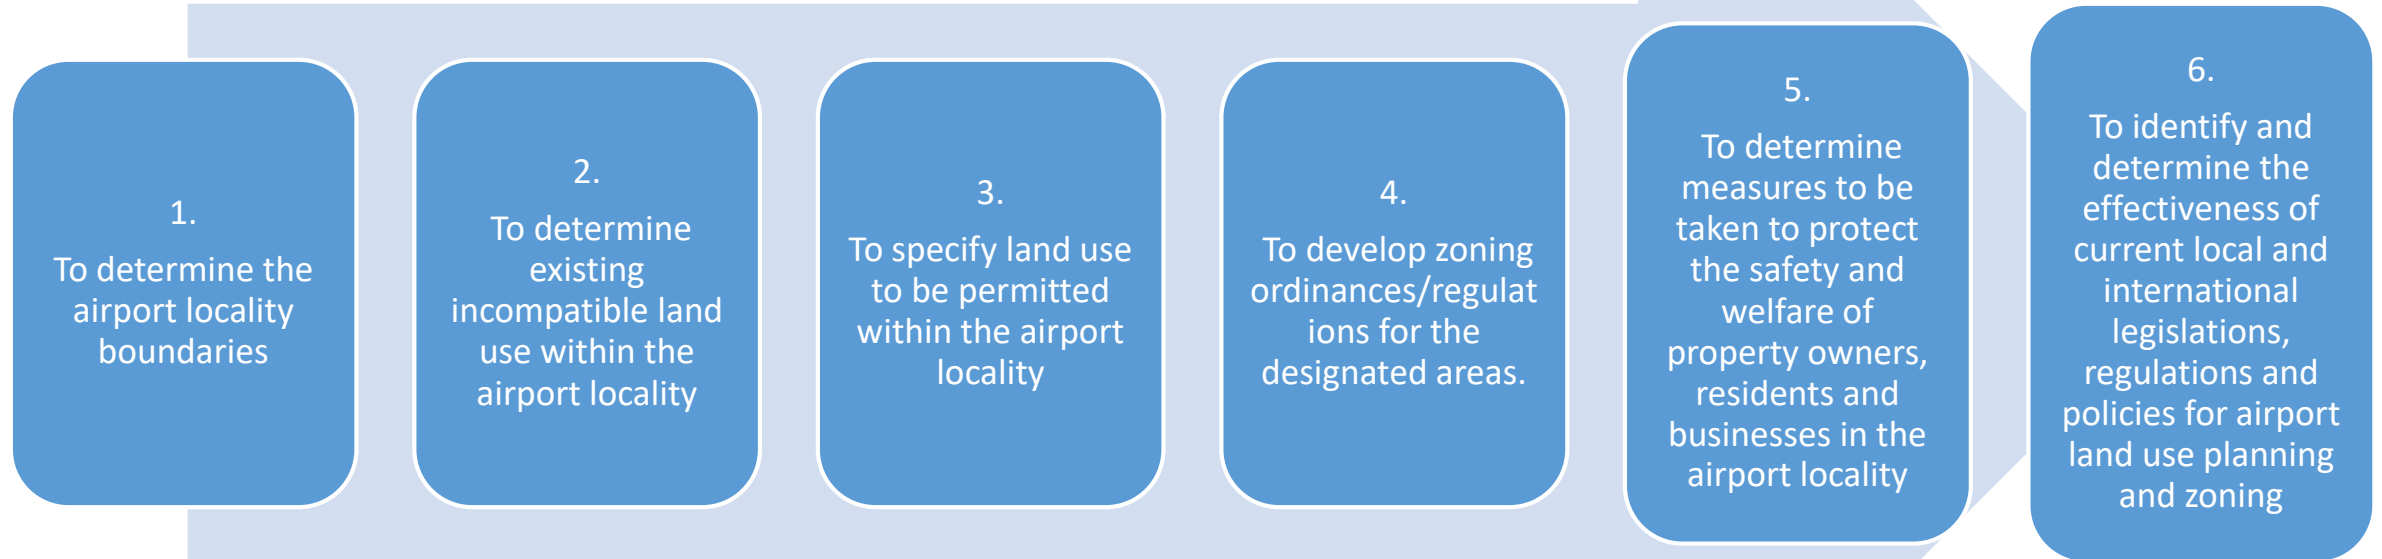 1.
To determine the
airport locality
boundaries
2.
To determine
existing
incompatible land
use within the
airport locality
3.
To specify land use
to be permitted
within the airport
locality
4.
To develop zoning
ordinances/regulat
ions for the
designated areas.
5.
To determine
measures to be
taken to protect
the safety and
welfare of
property owners,
residents and
businesses in the
airport locality
6.
To identify and
determine the
effectiveness of
current local and
international
legislations,
regulations and
policies for airport
land use planning
and zoning